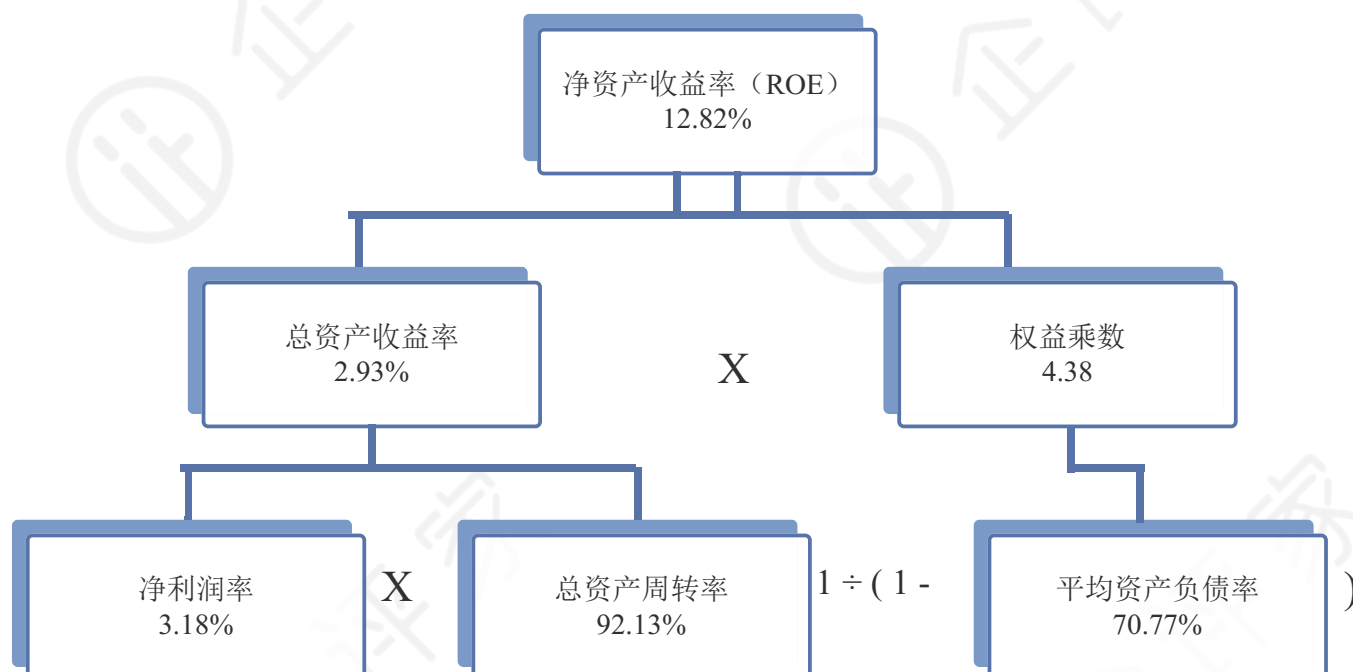 净资产收益率（ROE）
12.82%
总资产收益率
2.93%
X
权益乘数
4.38
净利润率
3.18%
X
总资产周转率
92.13%
1 ÷ ( 1 -
平均资产负债率
70.77%
)